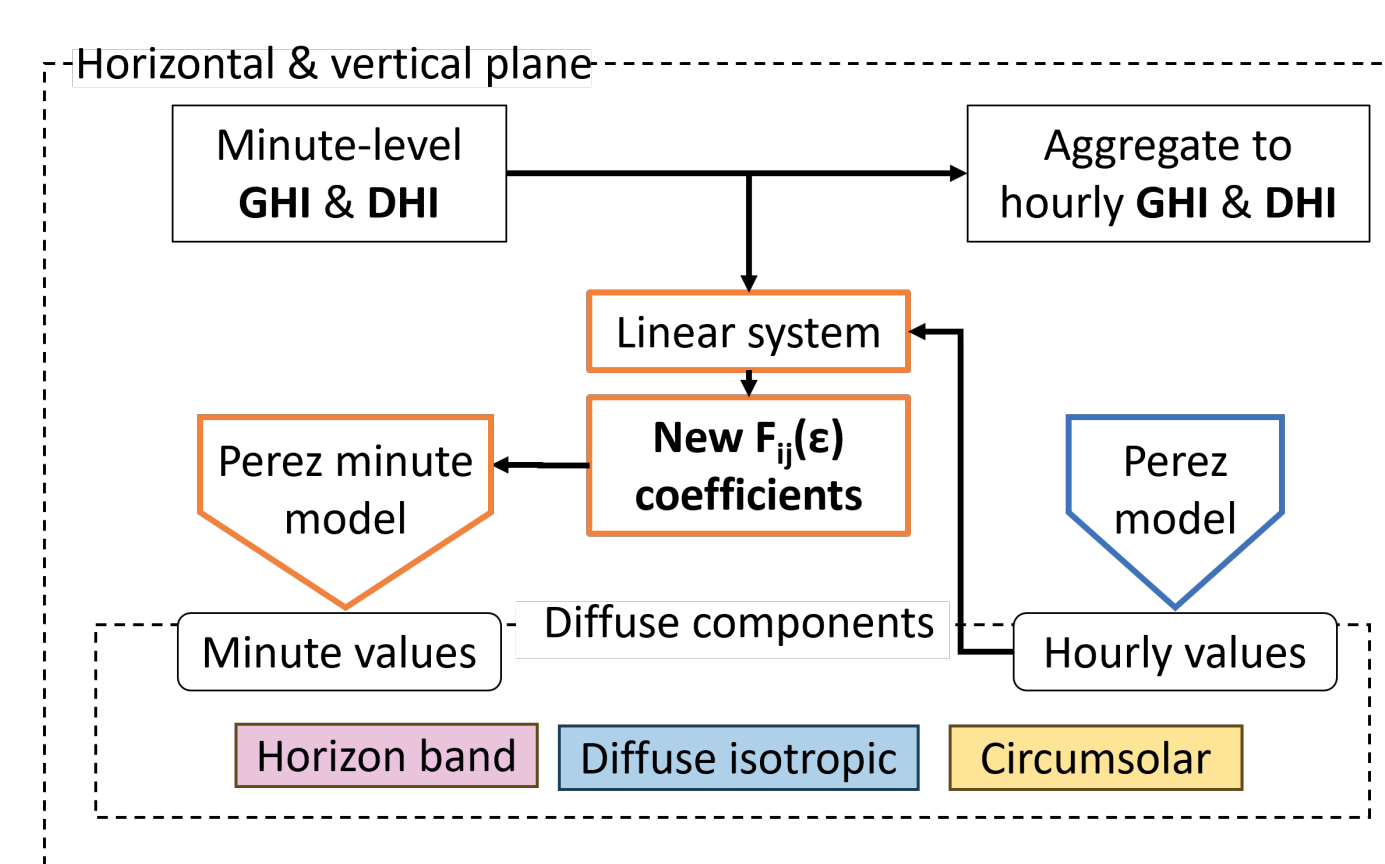 Horizontal & vertical plane
Minute-level
GHI & DHI
Aggregate to
hourly GHI & DHI
Linear system
New Fij(ε)
coefficients
Perez minute
model
Perez
model
Diffuse components
Minute values
Hourly values
Horizon band
Diffuse isotropic
Circumsolar